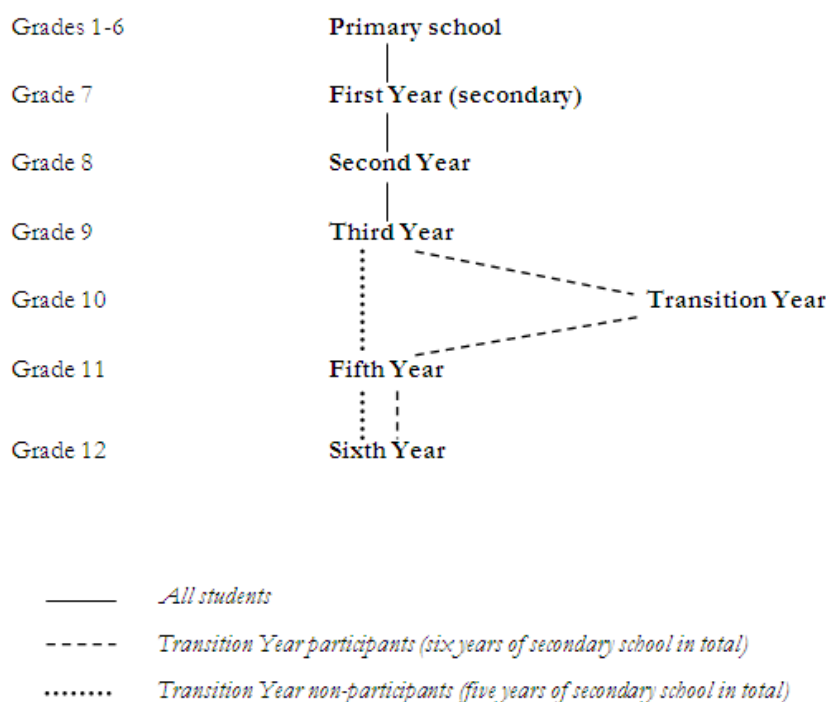 Grades 1-6 Primary school
Grade 7 First Year (secondary)
Grade 8 Second Year
Grade 9 Third Year
Grade 10 Transition Year
Grade 11 Fifth Year
Grade 12 Sixth Year
All students
Transition Year participants (six years of secondary school in total)
Transition Year non-participants (five years of secondary school in total)